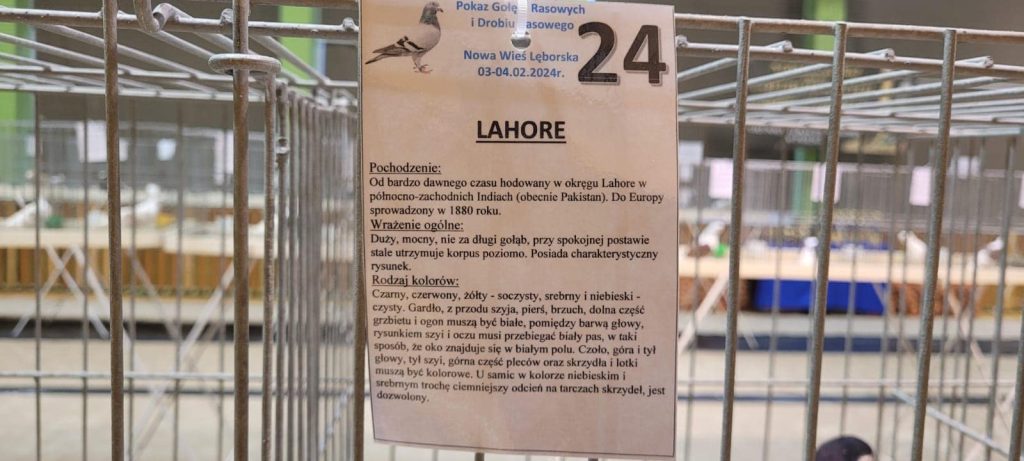 Pokaz Gołę Rasowych
i Drobiu asowego
24
Nowa Wieś Lęborska
03-04.02.2024r.
LAHORE
Pochodzenie:
Od bardzo dawnego czasu hodowany w okręgu Lahore w
północno-zachodnich Indiach (obecnie Pakistan). Do Europy
sprowadzony w 1880 roku.
Wrażenie ogólne:
Duży, mocny, nie za długi gołąb, przy spokojnej postawie
stale utrzymuje korpus poziomo. Posiada charakterystyczny
rysunek.
Rodzaj kolorów:
Czarny, czerwony, żółty - soczysty, srebrny i niebieski -
czysty. Gardło, z przodu szyja, pierś, brzuch, dolna część
grzbietu i ogon muszą być białe, pomiędzy barwą głowy,
rysunkiem szyi i oczu musi przebiegać biały pas, w taki
sposób, że oko znajduje się w białym polu. Czoło, góra i tył
głowy, tył szyi, górna część pleców oraz skrzydła i lotki
muszą być kolorowe. U samic w kolorze niebieskim i
srebrnym trochę ciemniejszy odcień na tarczach skrzydeł, jest
dozwolony.